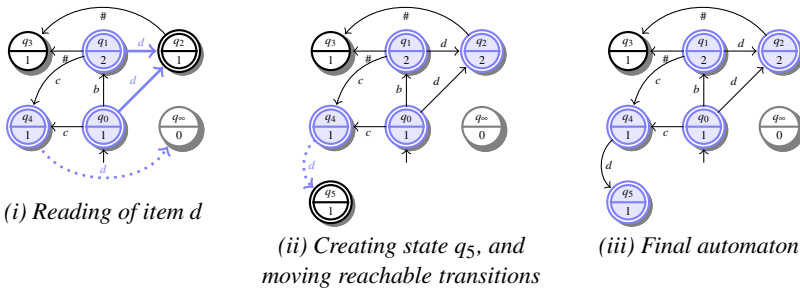 #
q3
1
q1
2
d
q2
1
#
c
d
b
q4
1
c
q0
1
q∞
0
d
(i) Reading of item d
#
q3
1
q1
2
d
q2
2
#
c
d
b
q4
1
c
q0
1
q∞
0
d
q5
1
(ii) Creating state q5, and
moving reachable transitions
#
q3
1
q1
2
d
q2
2
#
c
d
b
q4
1
c
q0
1
q∞
0
d
q5
1
(iii) Final automaton